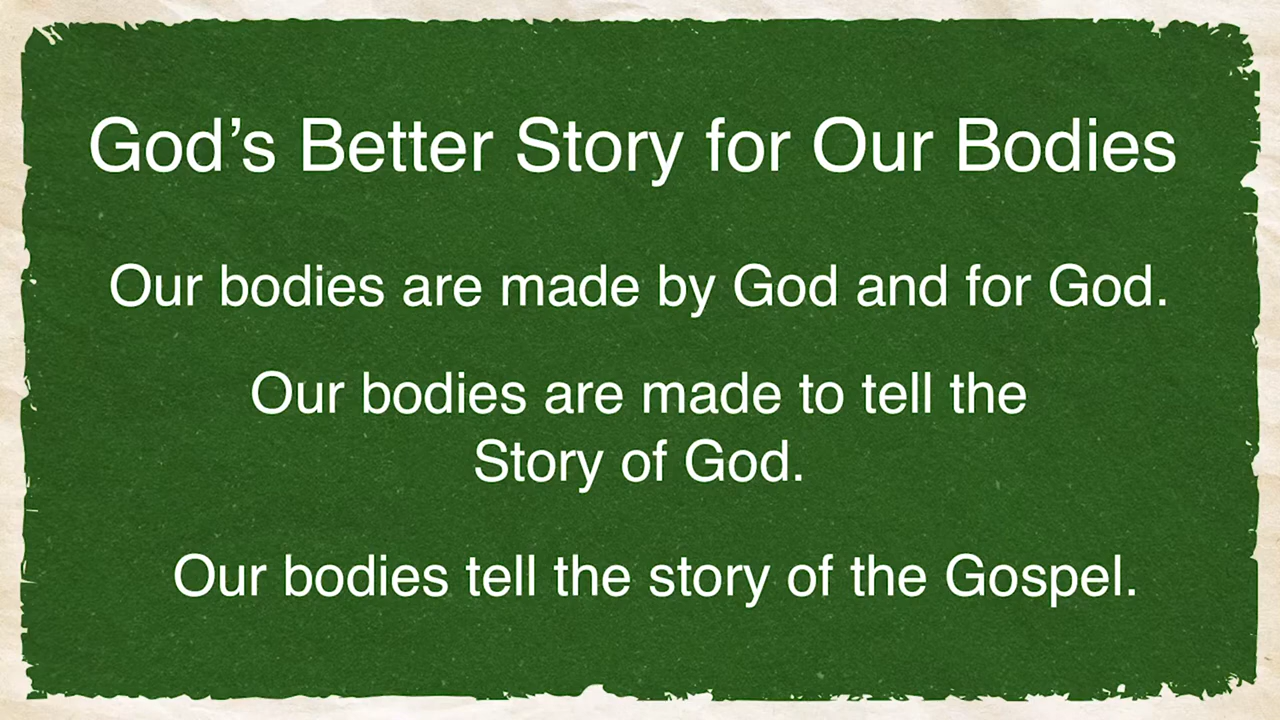 God’s Better Story for Our Bodies
Our bodies are made by God and for God.
Our bodies are made to tell the
Story of God.
Our bodies tell the story of the Gospel.